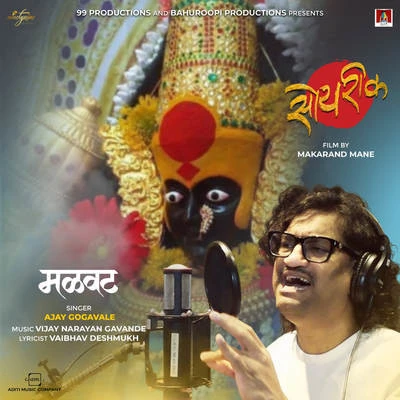 99 PRODUCTIONS AND BAHUROOPI PRODUCTIONS PRESENTS
सोयरीक
FILM BY
MAKARAND MANE
मळवट
SINGER
AJAY GOGAVALE
MUSIC VIJAY NARAYAN GAVANDE
LYRICIST VAIBHAV DESHMUKH
ADITI MUSIC COMPANY